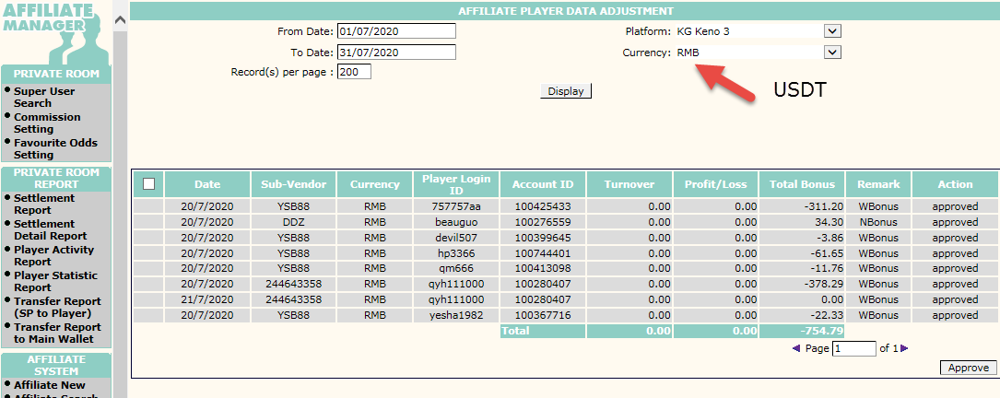 AFFILIATE
MANAGER
PRIVATE ROOM
Super User
Search
Commission
Setting
Favourite Odds
Setting
PRIVATE ROOM
REPORT
Settlement
Report
Settlement
Detail Report
Player Activity
Report
Player Statistic
Report
Transfer Report
(SP to Player)
Transfer Report
to Main Wallet
AFFILIATE
SYSTEM
Affiliate New
Affiliate Search
AFFILIATE PLAYER DATA ADJUSTMENT
From Date: 01/07/2020 Platform: KG Keno 3
To Date: 31/07/2020 Currency: RMB
Record(s) per page : 200
Display
USDT
Date Sub-Vendor Currency Player Login ID Account ID Turnover Profit/Loss Total Bonus Remark Action
20/7/2020 YSB88 RMB 757757aa 100425433 0.00 0.00 -311.20 WBonus approved
20/7/2020 DDZ RMB beauguo 100276559 0.00 0.00 34.30 NBonus approved
20/7/2020 YSB88 RMB devil507 100399645 0.00 0.00 -3.86 WBonus approved
20/7/2020 YSB88 RMB hp3366 100744401 0.00 0.00 -61.65 WBonus approved
20/7/2020 YSB88 RMB qm666 100413098 0.00 0.00 -11.76 WBonus approved
20/7/2020 244643358 RMB qyh111000 100280407 0.00 0.00 -378.29 WBonus approved
21/7/2020 244643358 RMB qyh111000 100280407 0.00 0.00 0.00 WBonus approved
20/7/2020 YSB88 RMB yesha1982 100367716 0.00 0.00 -22.33 WBonus approved
Total 0.00 0.00 -754.79
Page 1 of 1
Approve